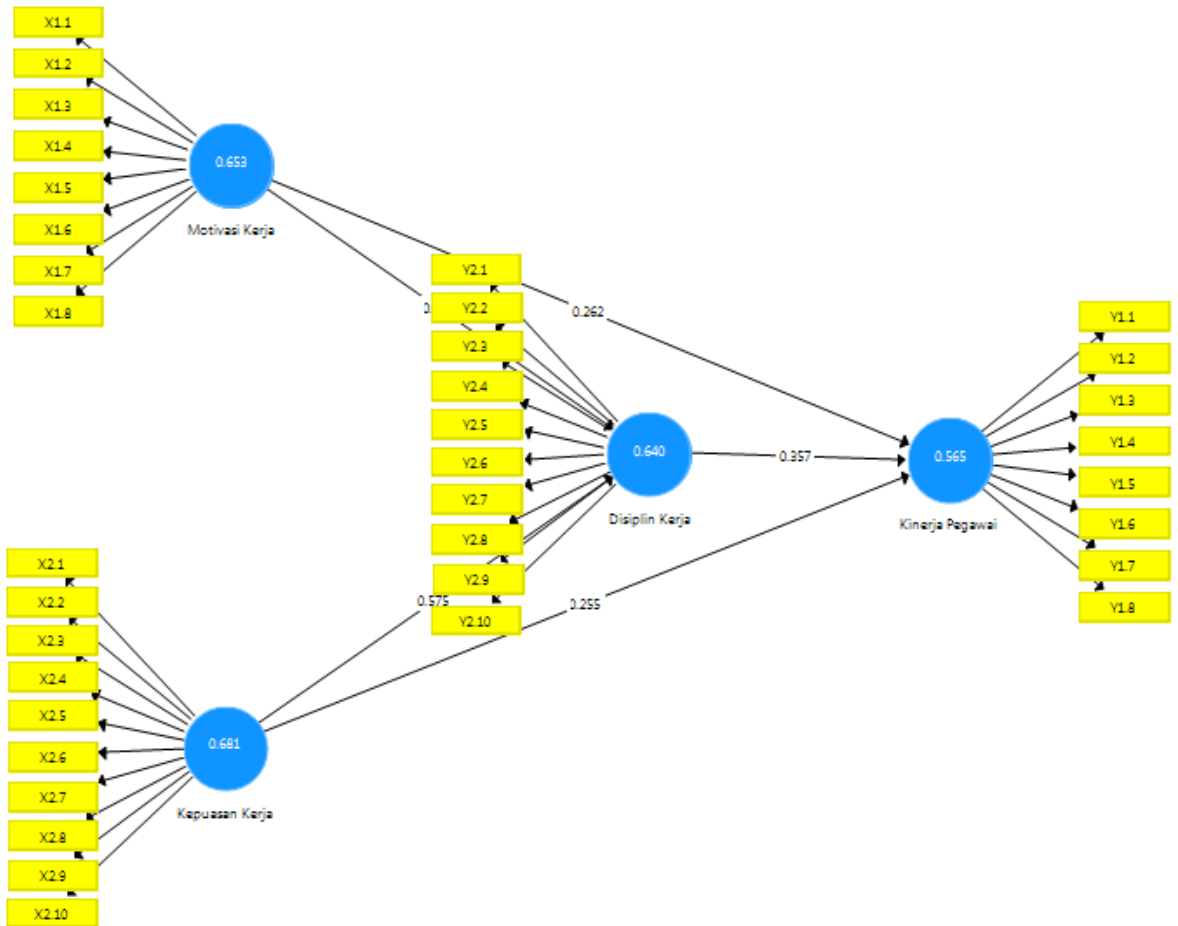 X1.1
X1.2
X1.3
X1.4
X1.5
X1.6
X1.7
X1.8
0.653
Motivasi Kerja
Y2.1
Y2.2
Y2.3
Y2.4
Y2.5
Y2.6
Y2.7
Y2.8
Y2.9
Y2.10
0.262
0.640
Disiplin Kerja
0.357
0.565
Kinerja Pegawai
Y1.1
Y1.2
Y1.3
Y1.4
Y1.5
Y1.6
Y1.7
Y1.8
0.575
0.255
X2.1
X2.2
X2.3
X2.4
X2.5
X2.6
X2.7
X2.8
X2.9
X2.10
0.681
Kepuasan Kerja